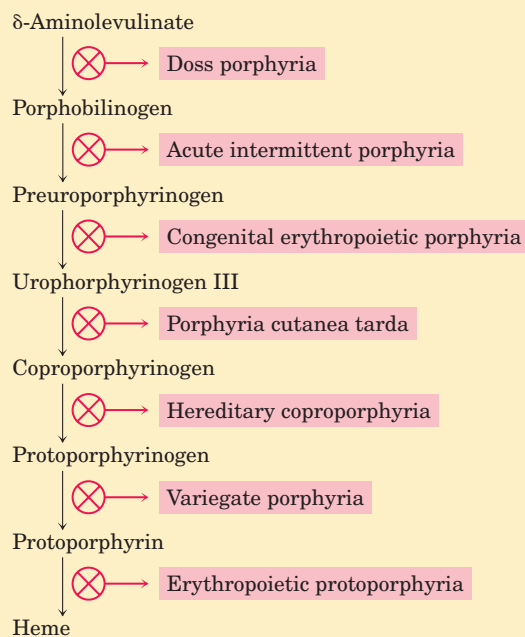 δ-Aminolevulinate
Doss porphyria
Porphobilinogen
Acute intermittent porphyria
Preuroporphyrinogen
Congenital erythropoietic porphyria
Urophorphyrinogen III
Porphyria cutanea tarda
Coproporphyrinogen
Hereditary coproporphyria
Protoporphyrinogen
Variegate porphyria
Protoporphyrin
Erythropoietic protoporphyria
Heme